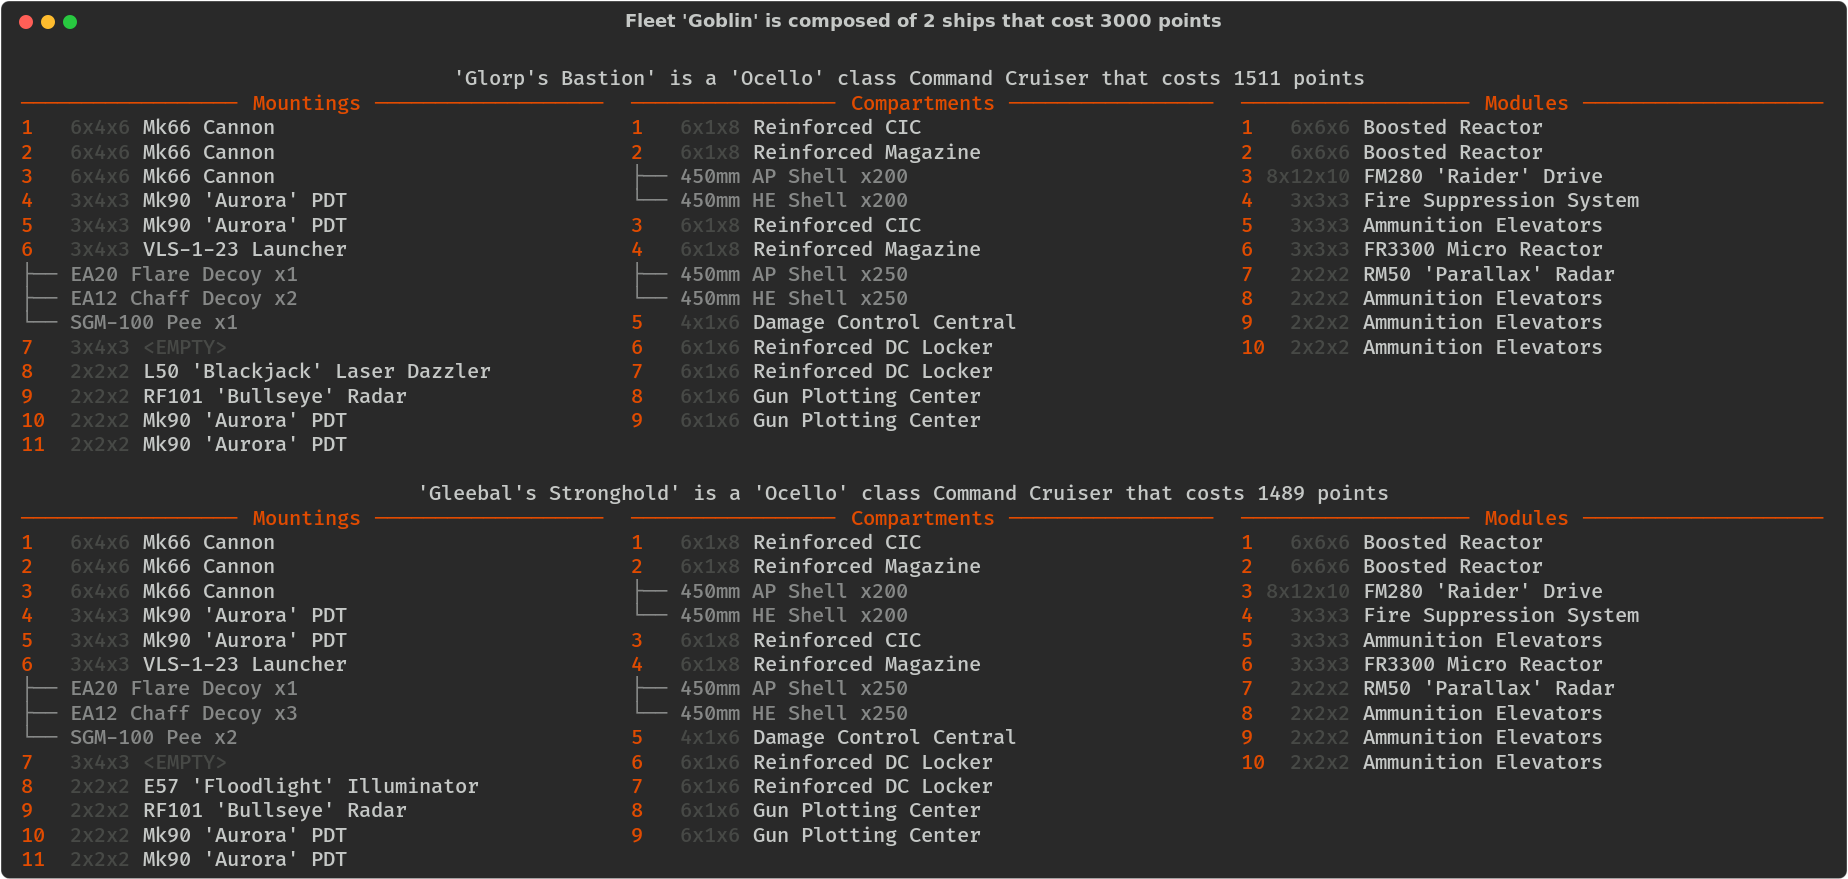 Fleet 'Goblin' is composed of 2 ships that cost 3000 points
'Glorp's Bastion' is a 'Ocello' class Command Cruiser that costs 1511 points
Mountings
1 6x4x6 Mk66 Cannon
2 6x4x6 Mk66 Cannon
3 6x4x6 Mk66 Cannon
4 3x4x3 Mk90 'Aurora' PDT
5 3x4x3 Mk90 'Aurora' PDT
6 3x4x3 VLS-1-23 Launcher
├── EA20 Flare Decoy x1
├── EA12 Chaff Decoy x2
└── SGM-100 Pee x1
7 3x4x3 <EMPTY>
8 2x2x2 L50 'Blackjack' Laser Dazzler
9 2x2x2 RF101 'Bullseye' Radar
10 2x2x2 Mk90 'Aurora' PDT
11 2x2x2 Mk90 'Aurora' PDT
Compartments
1 6x1x8 Reinforced CIC
2 6x1x8 Reinforced Magazine
├── 450mm AP Shell x200
└── 450mm HE Shell x200
3 6x1x8 Reinforced CIC
4 6x1x8 Reinforced Magazine
├── 450mm AP Shell x250
└── 450mm HE Shell x250
5 4x1x6 Damage Control Central
6 6x1x6 Reinforced DC Locker
7 6x1x6 Reinforced DC Locker
8 6x1x6 Gun Plotting Center
9 6x1x6 Gun Plotting Center
Modules
1 6x6x6 Boosted Reactor
2 6x6x6 Boosted Reactor
3 8x12x10 FM280 'Raider' Drive
4 3x3x3 Fire Suppression System
5 3x3x3 Ammunition Elevators
6 3x3x3 FR3300 Micro Reactor
7 2x2x2 RM50 'Parallax' Radar
8 2x2x2 Ammunition Elevators
9 2x2x2 Ammunition Elevators
10 2x2x2 Ammunition Elevators
'Gleebal's Stronghold' is a 'Ocello' class Command Cruiser that costs 1489 points
Mountings
1 6x4x6 Mk66 Cannon
2 6x4x6 Mk66 Cannon
3 6x4x6 Mk66 Cannon
4 3x4x3 Mk90 'Aurora' PDT
5 3x4x3 Mk90 'Aurora' PDT
6 3x4x3 VLS-1-23 Launcher
├── EA20 Flare Decoy x1
├── EA12 Chaff Decoy x3
└── SGM-100 Pee x2
7 3x4x3 <EMPTY>
8 2x2x2 E57 'Floodlight' Illuminator
9 2x2x2 RF101 'Bullseye' Radar
10 2x2x2 Mk90 'Aurora' PDT
11 2x2x2 Mk90 'Aurora' PDT
Compartments
1 6x1x8 Reinforced CIC
2 6x1x8 Reinforced Magazine
├── 450mm AP Shell x200
└── 450mm HE Shell x200
3 6x1x8 Reinforced CIC
4 6x1x8 Reinforced Magazine
├── 450mm AP Shell x250
└── 450mm HE Shell x250
5 4x1x6 Damage Control Central
6 6x1x6 Reinforced DC Locker
7 6x1x6 Reinforced DC Locker
8 6x1x6 Gun Plotting Center
9 6x1x6 Gun Plotting Center
Modules
1 6x6x6 Boosted Reactor
2 6x6x6 Boosted Reactor
3 8x12x10 FM280 'Raider' Drive
4 3x3x3 Fire Suppression System
5 3x3x3 Ammunition Elevators
6 3x3x3 FR3300 Micro Reactor
7 2x2x2 RM50 'Parallax' Radar
8 2x2x2 Ammunition Elevators
9 2x2x2 Ammunition Elevators
10 2x2x2 Ammunition Elevators